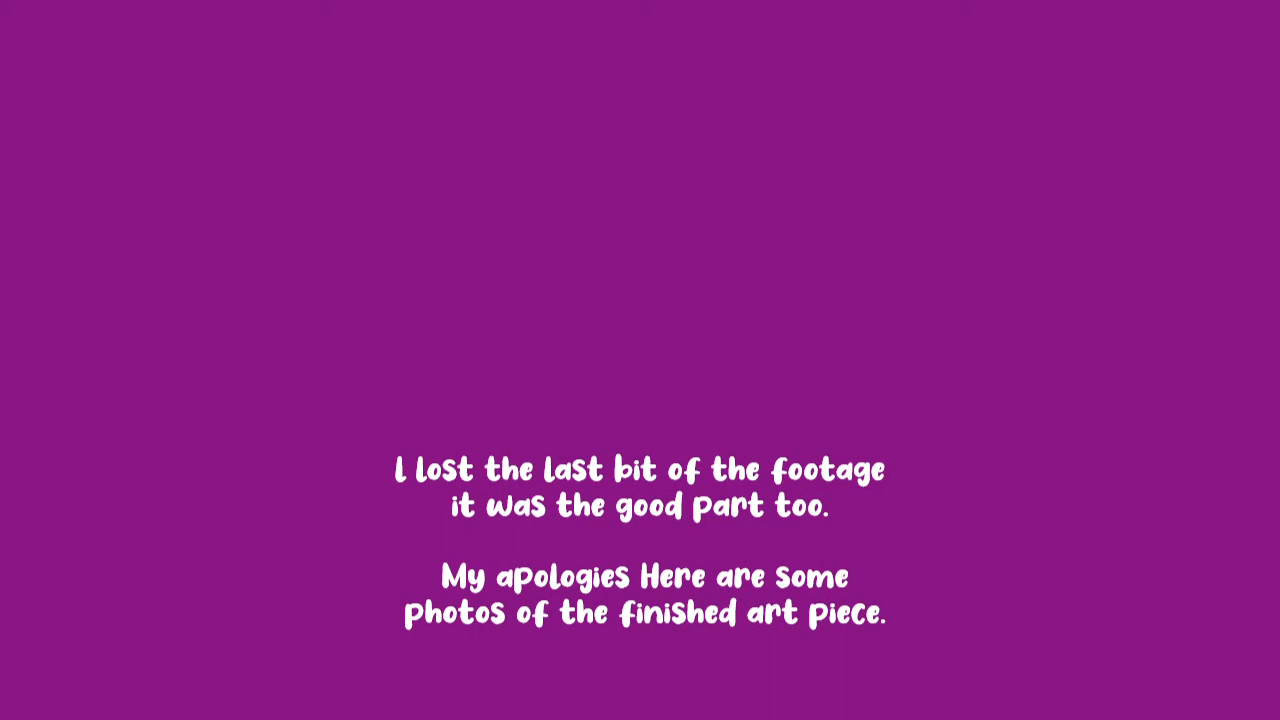 I lost the last bit of the footage
it was the good part too.
My apologies Here are some
photos of the finished art piece.